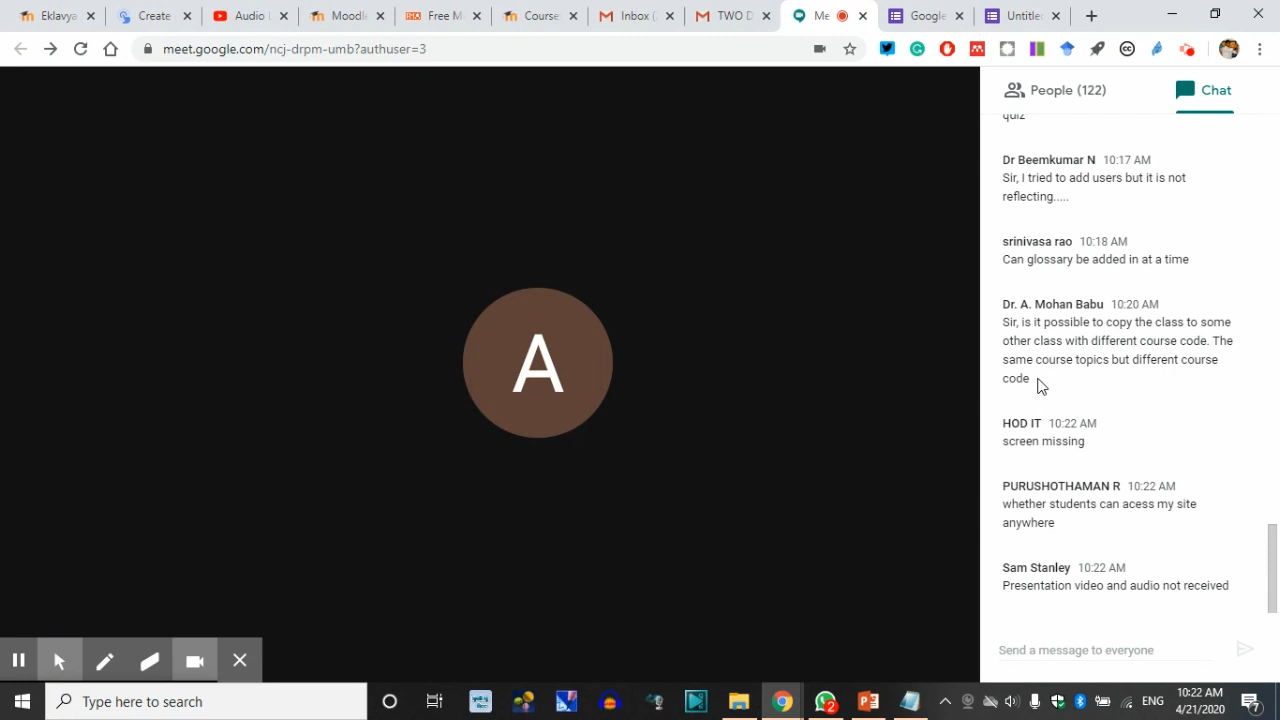 Eklavya
Create
Audio L
Moodle
Free M
Course
Inbox
TWO D
Me
Google
Untitle
meet.google.com/rcj-drpm-umb?authuser=3
People (122)
Chat
quiz
Dr Beemkumar N 10:17 AM
Sir, I tried to add users but it is not
reflecting.....
srinivasa rao 10:18 AM
Can glossary be added in at a time
Dr. A. Mohan Babu 10:20 AM
Sir, is it possible to copy the class to some
other class with different course code. The
same course topics but different course
code
HOD IT 10:22 AM
screen missing
PURUSHOTHAMAN R 10:22 AM
whether students can acess my site
anywhere
Sam Stanley 10:22 AM
Presentation video and audio not received
A
Send a message to everyone
Type here to search
2
ENG
10:22 AM
4/21/2020
7